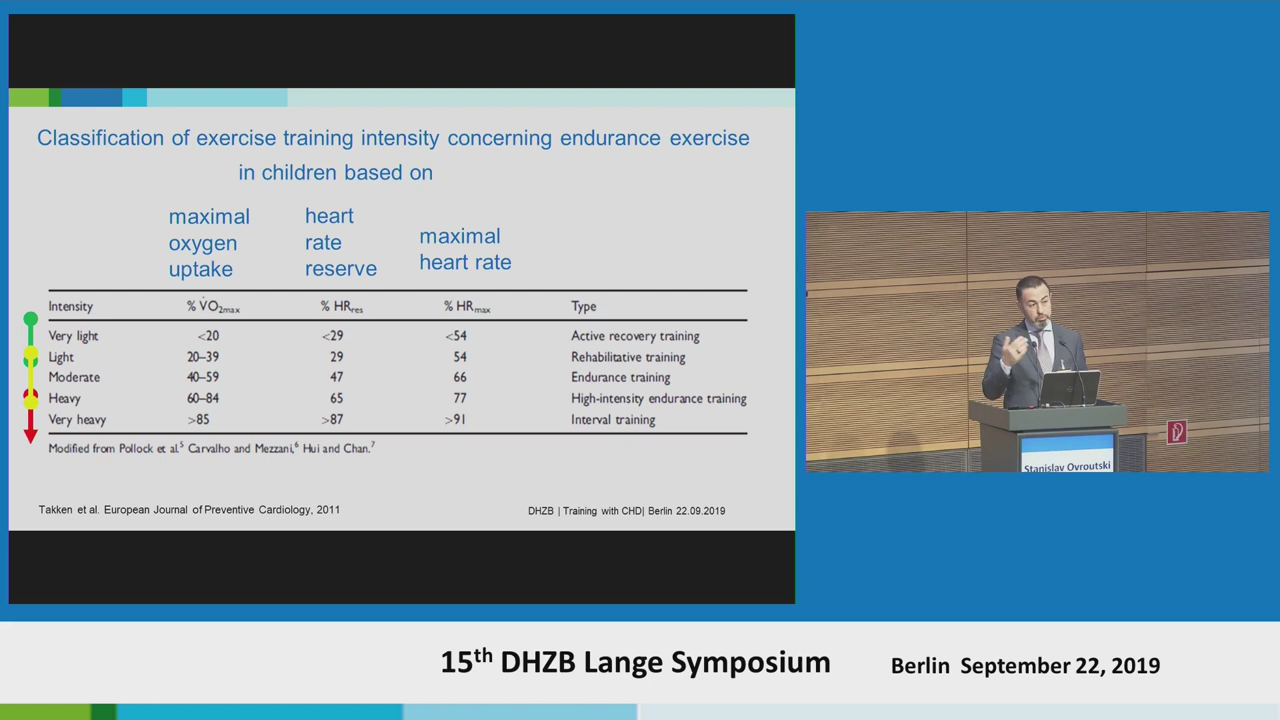 Classification of exercise training intensity concerning endurance exercise
in children based on
maximal
oxygen
uptake
heart
rate
reserve
maximal
heart rate
Intensity % V̇O2max % HRres % HRmax Type
Very light <20 <29 <54 Active recovery training
Light 20–39 29 54 Rehabilitative training
Moderate 40–59 47 66 Endurance training
Heavy 60–84 65 77 High-intensity endurance training
Very heavy >85 >87 >91 Interval training
Modified from Pollock et al.5 Carvalho and Mezzani,6 Hui and Chan.7
Takken et al. European Journal of Preventive Cardiology, 2011
DHZB | Training with CHD| Berlin 22.09.2019
Stanislav Ovroutski
15th DHZB Lange Symposium Berlin September 22, 2019